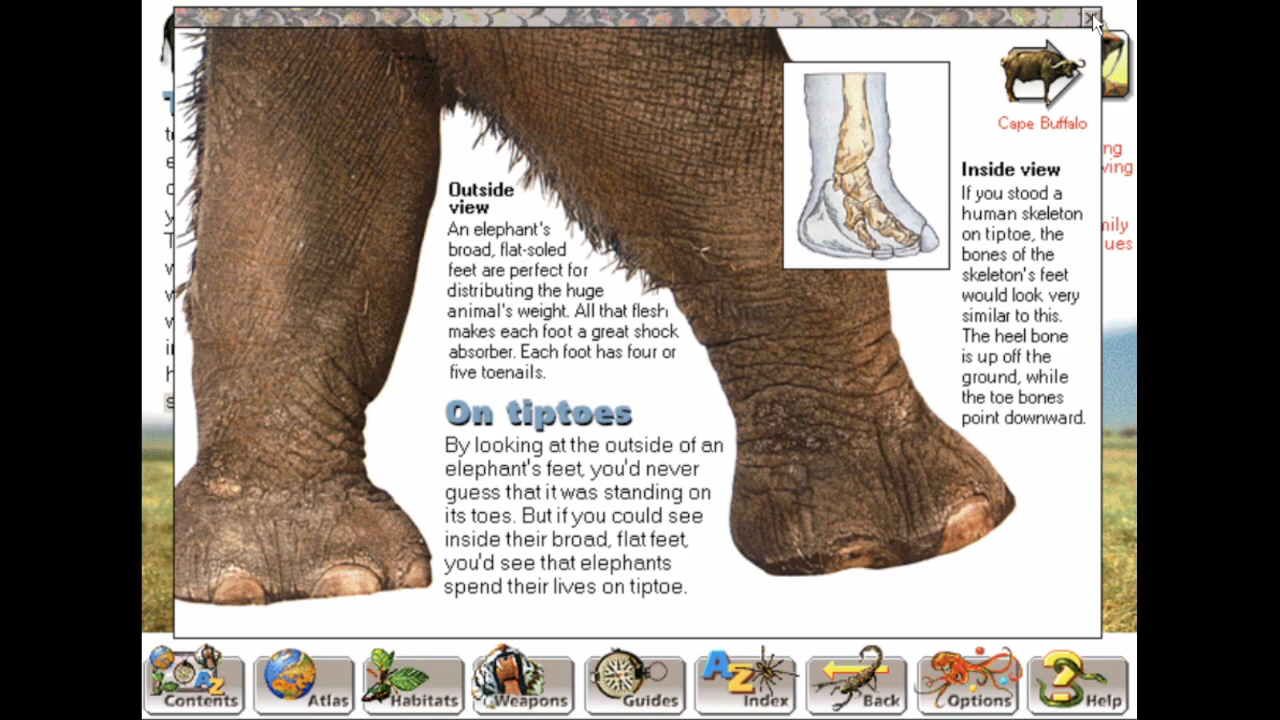 Cape Buffalo
Outside
view
An elephant's
broad, flat-soled
feet are perfect for
distributing the huge
animal's weight. All that flesh
makes each foot a great shock
absorber. Each foot has four or
five toenails.
Inside view
If you stood a
human skeleton
on tiptoe, the
bones of the
skeleton's feet
would look very
similar to this.
The heel bone
is up off the
ground, while
the toe bones
point downward.
On tiptoes
By looking at the outside of an
elephant's feet, you'd never
guess that it was standing on
its toes. But if you could see
inside their broad, flat feet,
you'd see that elephants
spend their lives on tiptoe.
Contents
Atlas
Habitats
Weapons
Guides
AZ Index
Back
Options
? Help